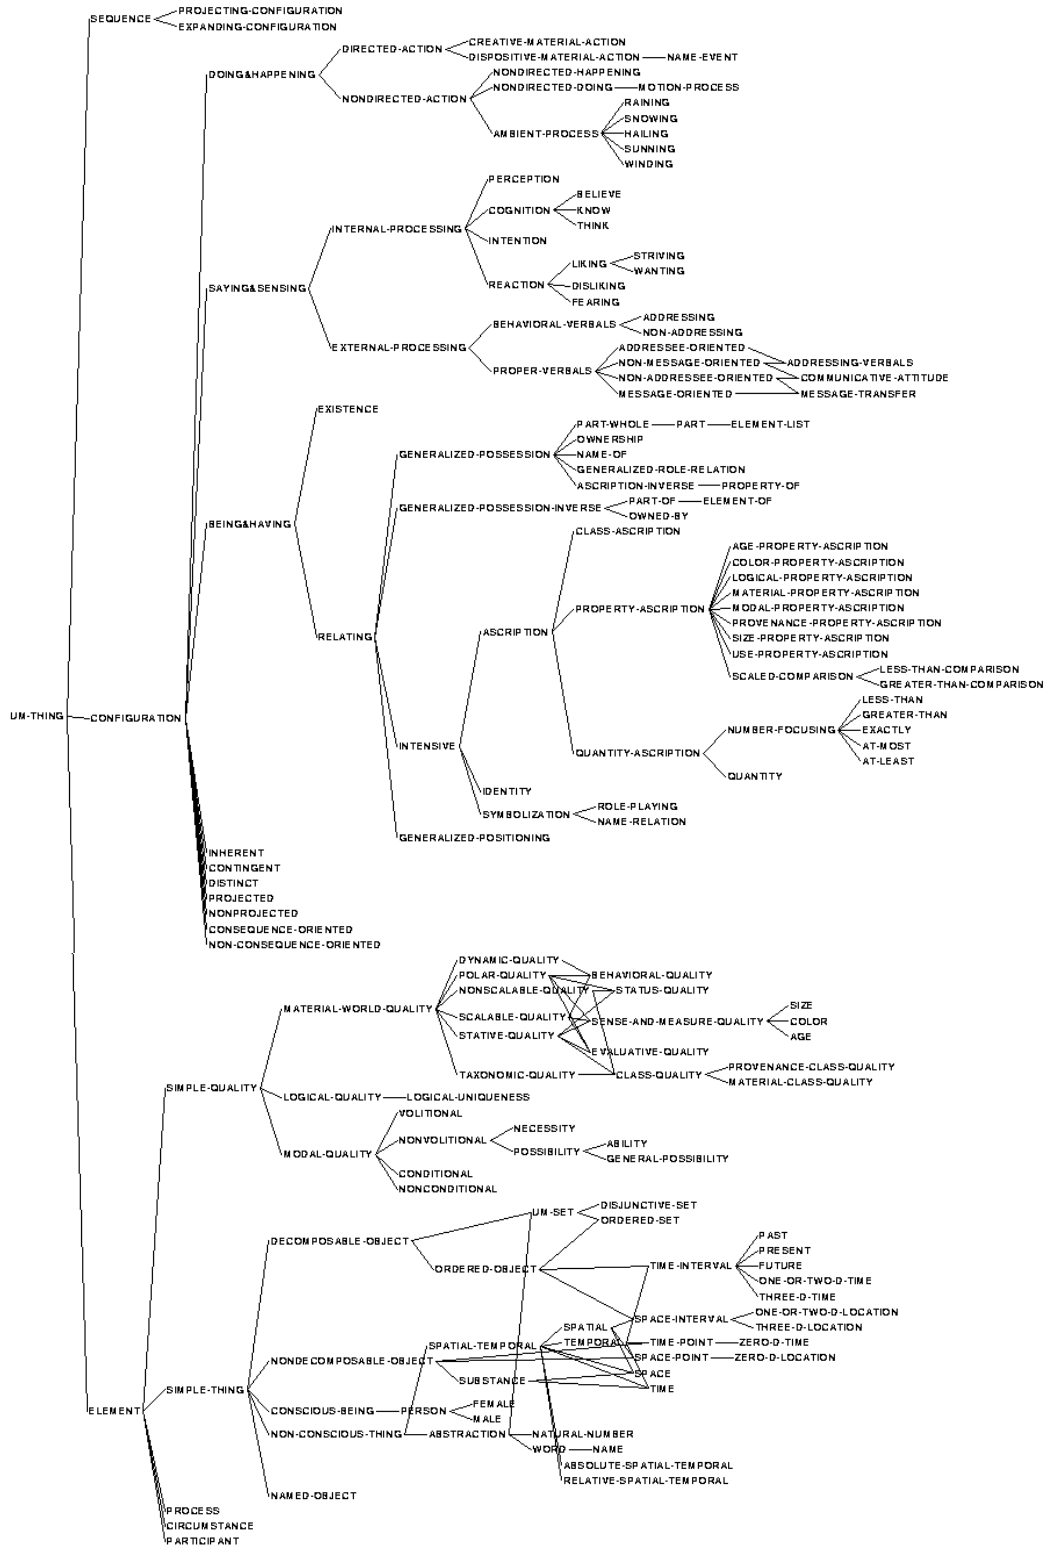 PROJECTING-CONFIGURATION
SEQUENCE
EXPANDING-CONFIGURATION
CREATIVE-MATERIAL-ACTION
DIRECTED-ACTION
DISPOSITIVE-MATERIAL-ACTION NAME-EVENT
NONDIRECTED-HAPPENING
DOING&HAPPENING
NONDIRECTED-DOING MOTION-PROCESS
NONDIRECTED-ACTION
RAINING
SNOWING
AMBIENT-PROCESS HAILING
SUNNING
WINDING
PERCEPTION
BELIEVE
COGNITION KNOW
THINK
INTERNAL-PROCESSING
INTENTION
STRIVING
LIKING
WANTING
REACTION
DISLIKING
SAYING&SENSING
FEARING
ADDRESSING
BEHAVIORAL-VERBALS
NON-ADDRESSING
EXTERNAL-PROCESSING
ADDRESSEE-ORIENTED
NON-MESSAGE-ORIENTED ADDRESSING-VERBALS
PROPER-VERBALS
NON-ADDRESSEE-ORIENTED COMMUNICATIVE-ATTITUDE
MESSAGE-ORIENTED MESSAGE-TRANSFER
EXISTENCE
PART-WHOLE PART ELEMENT-LIST
OWNERSHIP
GENERALIZED-POSSESSION NAME-OF
GENERALIZED-ROLE-RELATION
ASCRIPTION-INVERSE PROPERTY-OF
PART-OF ELEMENT-OF
GENERALIZED-POSSESSION-INVERSE
OWNED-BY
BEING&HAVING
CLASS-ASCRIPTION
AGE-PROPERTY-ASCRIPTION
COLOR-PROPERTY-ASCRIPTION
LOGICAL-PROPERTY-ASCRIPTION
MATERIAL-PROPERTY-ASCRIPTION
PROPERTY-ASCRIPTION MODAL-PROPERTY-ASCRIPTION
PROVENANCE-PROPERTY-ASCRIPTION
RELATING ASCRIPTION SIZE-PROPERTY-ASCRIPTION
USE-PROPERTY-ASCRIPTION
LESS-THAN-COMPARISON
SCALED-COMPARISON
GREATER-THAN-COMPARISON
LESS-THAN
UM-THING CONFIGURATION GREATER-THAN
NUMBER-FOCUSING EXACTLY
INTENSIVE AT-MOST
QUANTITY-ASCRIPTION
AT-LEAST
QUANTITY
IDENTITY
ROLE-PLAYING
SYMBOLIZATION
NAME-RELATION
GENERALIZED-POSITIONING
INHERENT
CONTINGENT
DISTINCT
PROJECTED
NONPROJECTED
CONSEQUENCE-ORIENTED
NON-CONSEQUENCE-ORIENTED
DYNAMIC-QUALITY
POLAR-QUALITY BEHAVIORAL-QUALITY
NONSCALABLE-QUALITY STATUS-QUALITY
MATERIAL-WORLD-QUALITY SIZE
SCALABLE-QUALITY SENSE-AND-MEASURE-QUALITY COLOR
STATIVE-QUALITY AGE
EVALUATIVE-QUALITY
PROVENANCE-CLASS-QUALITY
TAXONOMIC-QUALITY CLASS-QUALITY
MATERIAL-CLASS-QUALITY
SIMPLE-QUALITY
LOGICAL-QUALITY LOGICAL-UNIQUENESS
VOLITIONAL
NECESSITY
NONVOLITIONAL
ABILITY
MODAL-QUALITY POSSIBILITY
GENERAL-POSSIBILITY
CONDITIONAL
NONCONDITIONAL
DISJUNCTIVE-SET
UM-SET
ORDERED-SET
DECOMPOSABLE-OBJECT PAST
PRESENT
ORDERED-OBJECT TIME-INTERVAL FUTURE
ONE-OR-TWO-D-TIME
THREE-D-TIME
ONE-OR-TWO-D-LOCATION
SPACE-INTERVAL
SPATIAL THREE-D-LOCATION
SPATIAL-TEMPORAL TEMPORAL TIME-POINT ZERO-D-TIME
NONDECOMPOSABLE-OBJECT SPACE-POINT ZERO-D-LOCATION
SUBSTANCE SPACE
SIMPLE-THING TIME
FEMALE
ELEMENT CONSCIOUS-BEING PERSON
MALE
NON-CONSCIOUS-THING ABSTRACTION NATURAL-NUMBER
WORD NAME
ABSOLUTE-SPATIAL-TEMPORAL
RELATIVE-SPATIAL-TEMPORAL
NAMED-OBJECT
PROCESS
CIRCUMSTANCE
PARTICIPANT